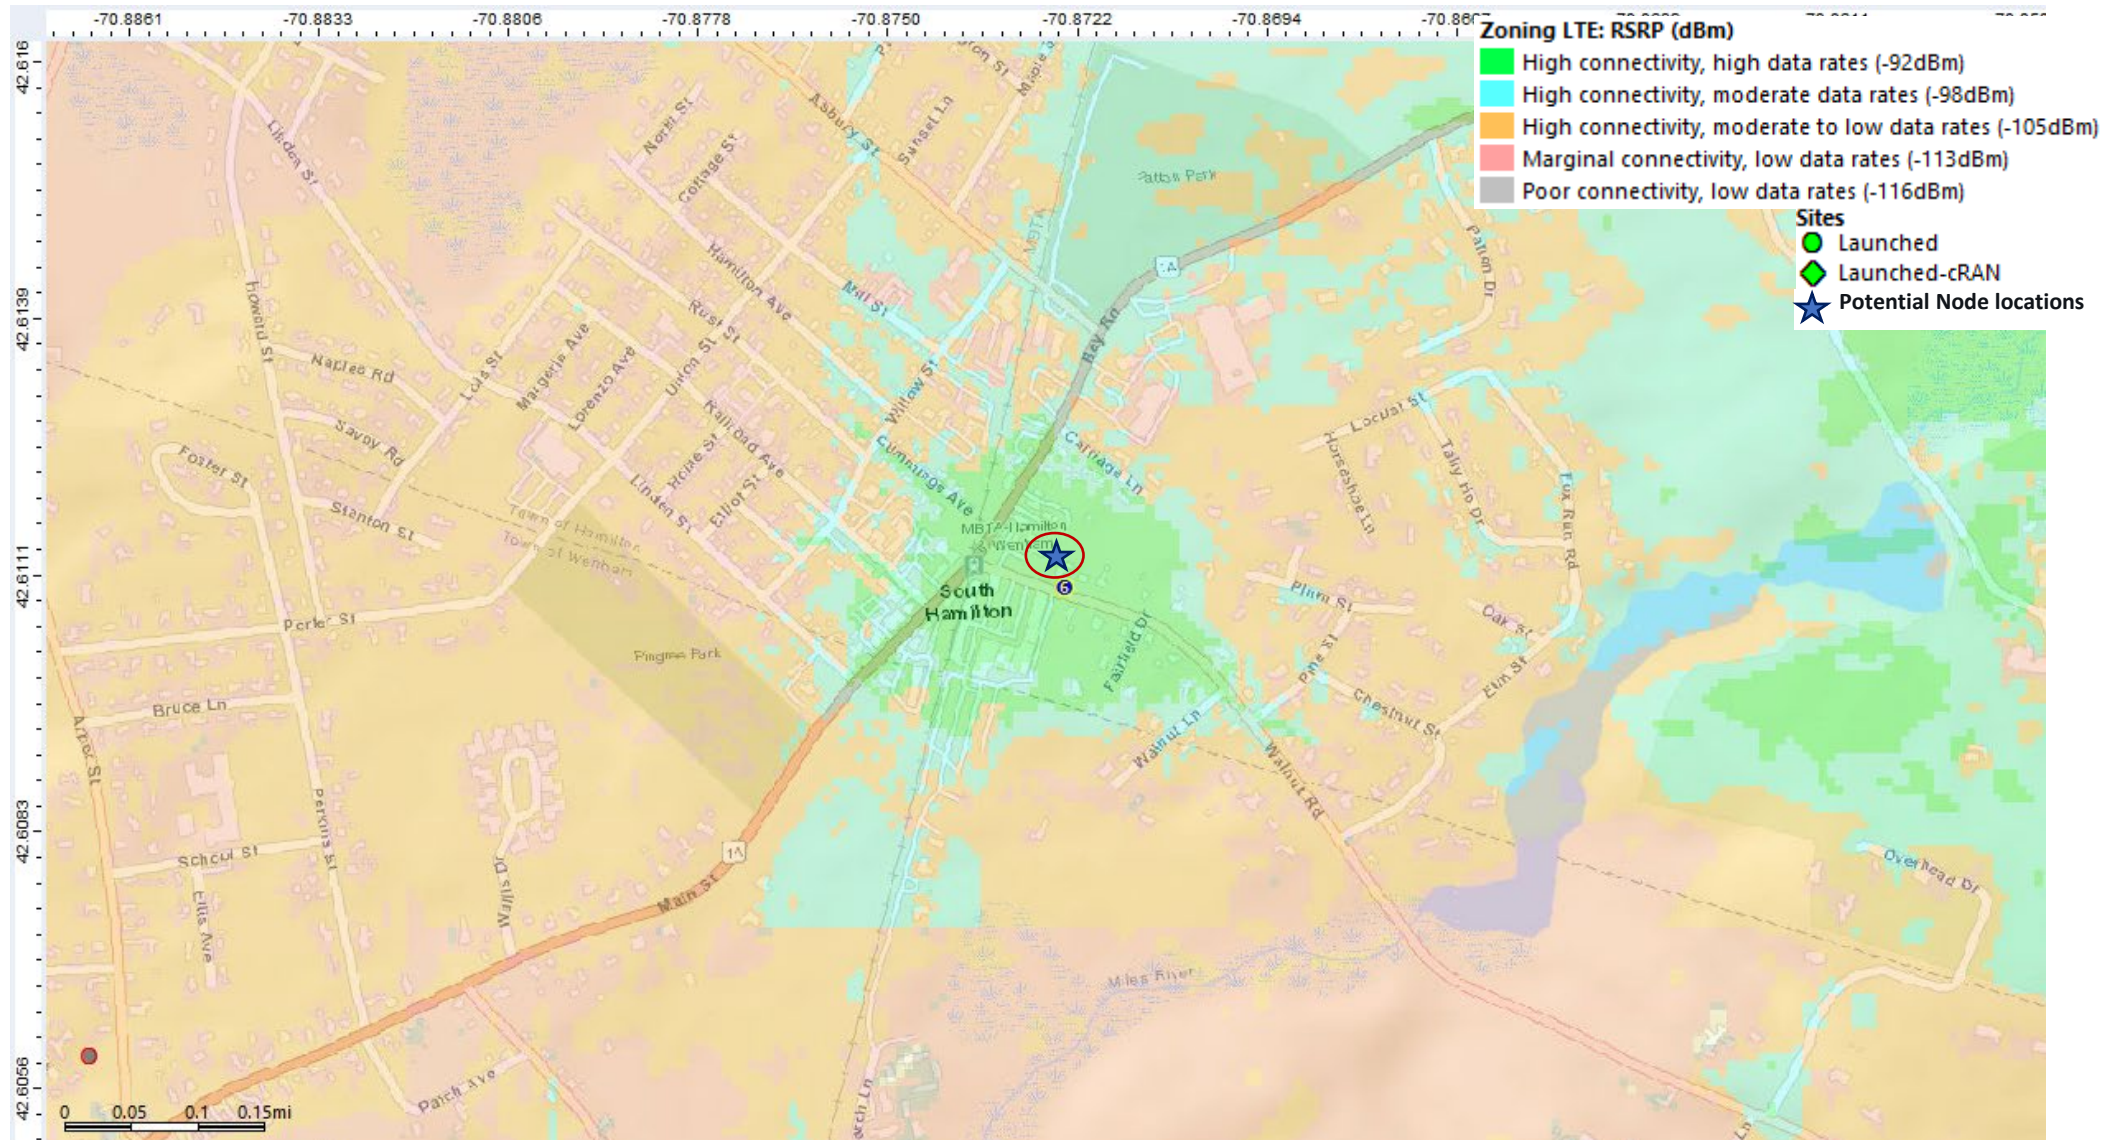 -70.8861
-70.8833
-70.8806
-70.8778
-70.8750
-70.8722
-70.8694
42.616
42.6139
42.6111
42.6083
42.6056
Zoning LTE: RSRP (dBm)
High connectivity, high data rates (-92dBm)
High connectivity, moderate data rates (-98dBm)
High connectivity, moderate to low data rates (-105dBm)
Marginal connectivity, low data rates (-113dBm)
Poor connectivity, low data rates (-116dBm)
Sites
Launched
Launched-cRAN
Potential Node locations
Asbury St
Sunset Ln
Linden St
North St
Cottage St
Patton Park
MBTA
1A
Patton Dr
Hamilton Ave
Mill St
Rust St
Bay Rd
Howard St
Naples Rd
Lois St
Margerie Ave
Lorenzo Ave
Union St
Willow St
Railroad Ave
Locust St
Savoy Rd
Foster St
Home St
Cummings Ave
Carriage Ln
Horseshoe Ln
Tally Ho Dr
Fox Run Rd
Linden St
Elliot St
Stanton St
Town of Hamilton
Town of Wenham
MBTA-Hamilton
Wenham
6
South
Hamilton
Plum St
Oak St
Porter St
Pingree Park
Fairfield Dr
Pine St
Elm St
Chestnut St
Bruce Ln
Arbor St
Walnut Ln
Walnut Rd
Perkins St
School St
1A
Main St
Wallis Dr
Ellis Ave
Overhead Dr
Miles River
Patch Ave
Ln
0 0.05 0.1 0.15mi